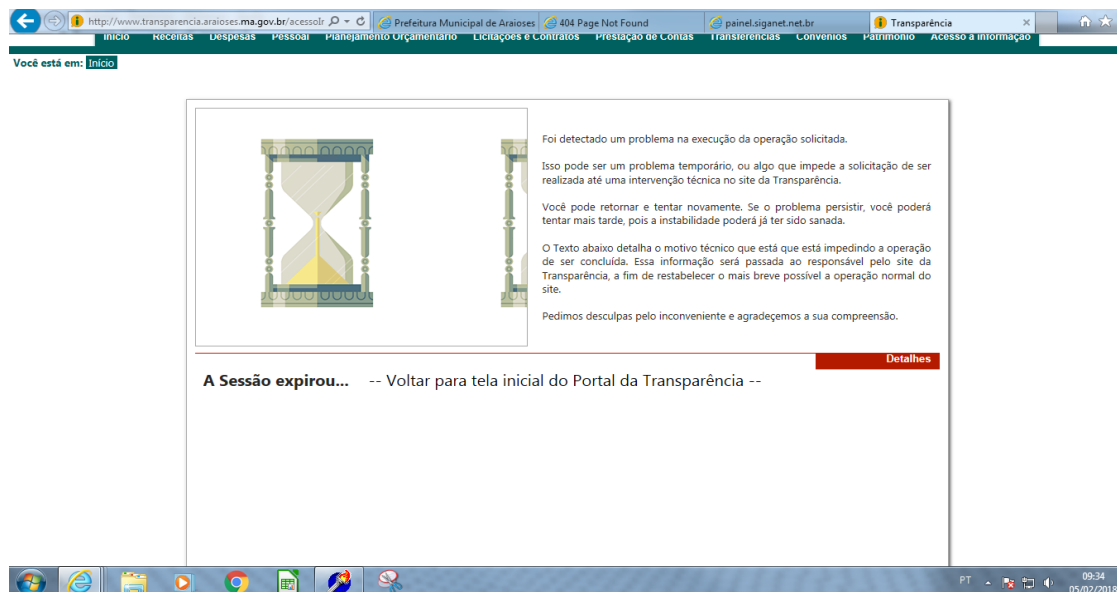 http://www.transparencia.araioses.ma.gov.br/acessoIr
Prefeitura Municipal de Araioses
404 Page Not Found
painel.siganet.net.br
Transparência
Início Receitas Despesas Pessoal Planejamento Orçamentário Licitações e Contratos Prestação de Contas Transferências Convênios Patrimônio Acesso à Informação
Você está em: Início
Foi detectado um problema na execução da operação solicitada.
Isso pode ser um problema temporário, ou algo que impede a solicitação de ser
realizada até uma intervenção técnica no site da Transparência.
Você pode retornar e tentar novamente. Se o problema persistir, você poderá
tentar mais tarde, pois a instabilidade poderá já ter sido sanada.
O Texto abaixo detalha o motivo técnico que está que está impedindo a operação
de ser concluída. Essa informação será passada ao responsável pelo site da
Transparência, a fim de restabelecer o mais breve possível a operação normal do
site.
Pedimos desculpas pelo inconveniente e agradeçemos a sua compreensão.
Detalhes
A Sessão expirou... -- Voltar para tela inicial do Portal da Transparência --
PT
09:34
05/02/2018